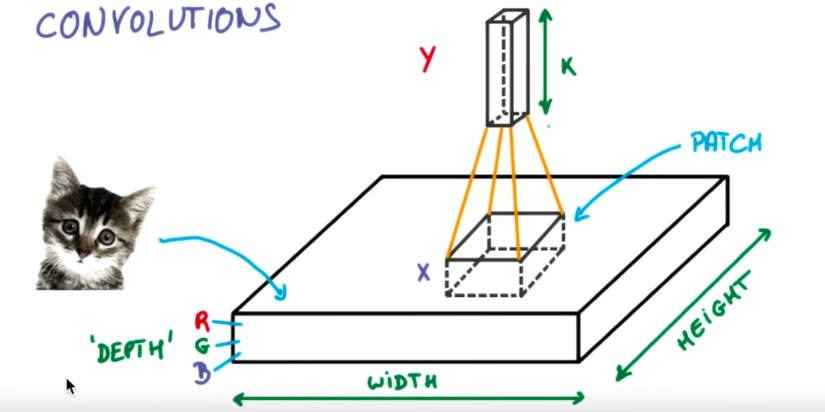 CONVOLUTIONS
Y
K
PATCH
X
R
'DEPTH'
G
B
HEIGHT
WIDTH